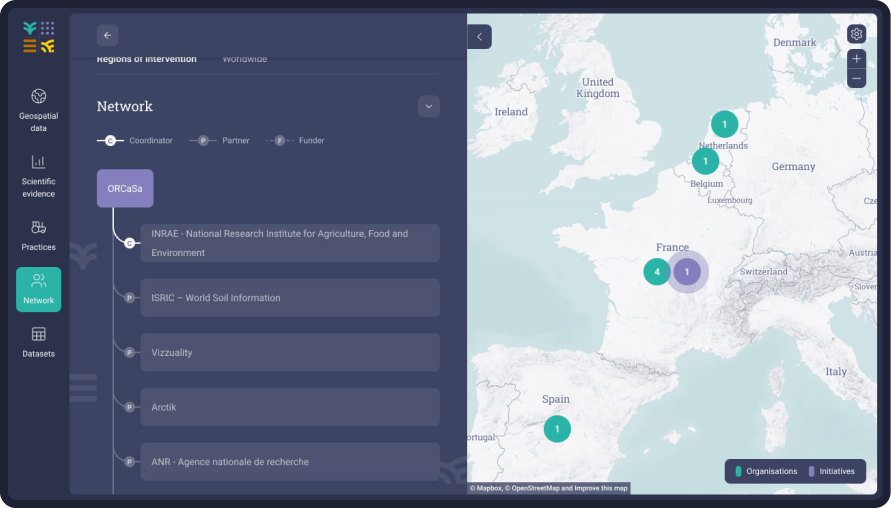 Geospatial
data
Scientific
evidence
Practices
Network
Datasets
Regions of Intervention Worldwide
Network
C Coordinator P Partner F Funder
ORCaSa
C INRAE - National Research Institute for Agriculture, Food and
Environment
P ISRIC – World Soil Information
P Vizzuality
P Arctik
P ANR - Agence nationale de recherche
Denmark
United
Kingdom
Ireland
1
Netherlands
1
Belgium
Germany
Luxembourg
Cze
France
4 1
Switzerland
Austria
Sloven
Italy
Spain
1
ortugal
Organisations Initiatives
© Mapbox, © OpenStreetMap and Improve this map